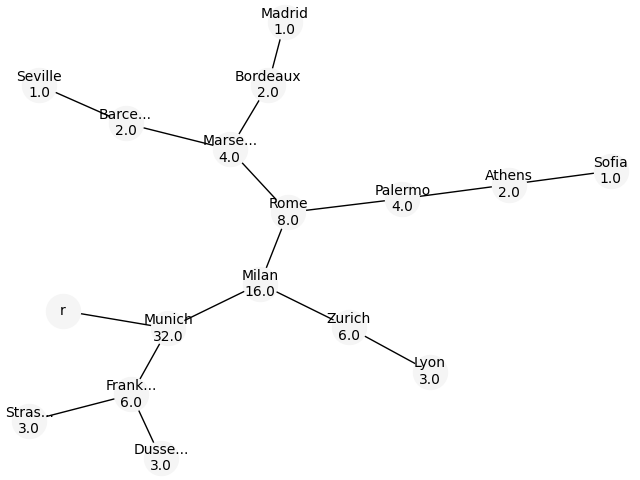 Madrid
1.0
Seville
1.0
Bordeaux
2.0
Barce...
2.0
Marse...
4.0
Sofia
1.0
Athens
2.0
Palermo
4.0
Rome
8.0
Milan
16.0
r
Munich
32.0
Zurich
6.0
Lyon
3.0
Frank...
6.0
Stras...
3.0
Dusse...
3.0